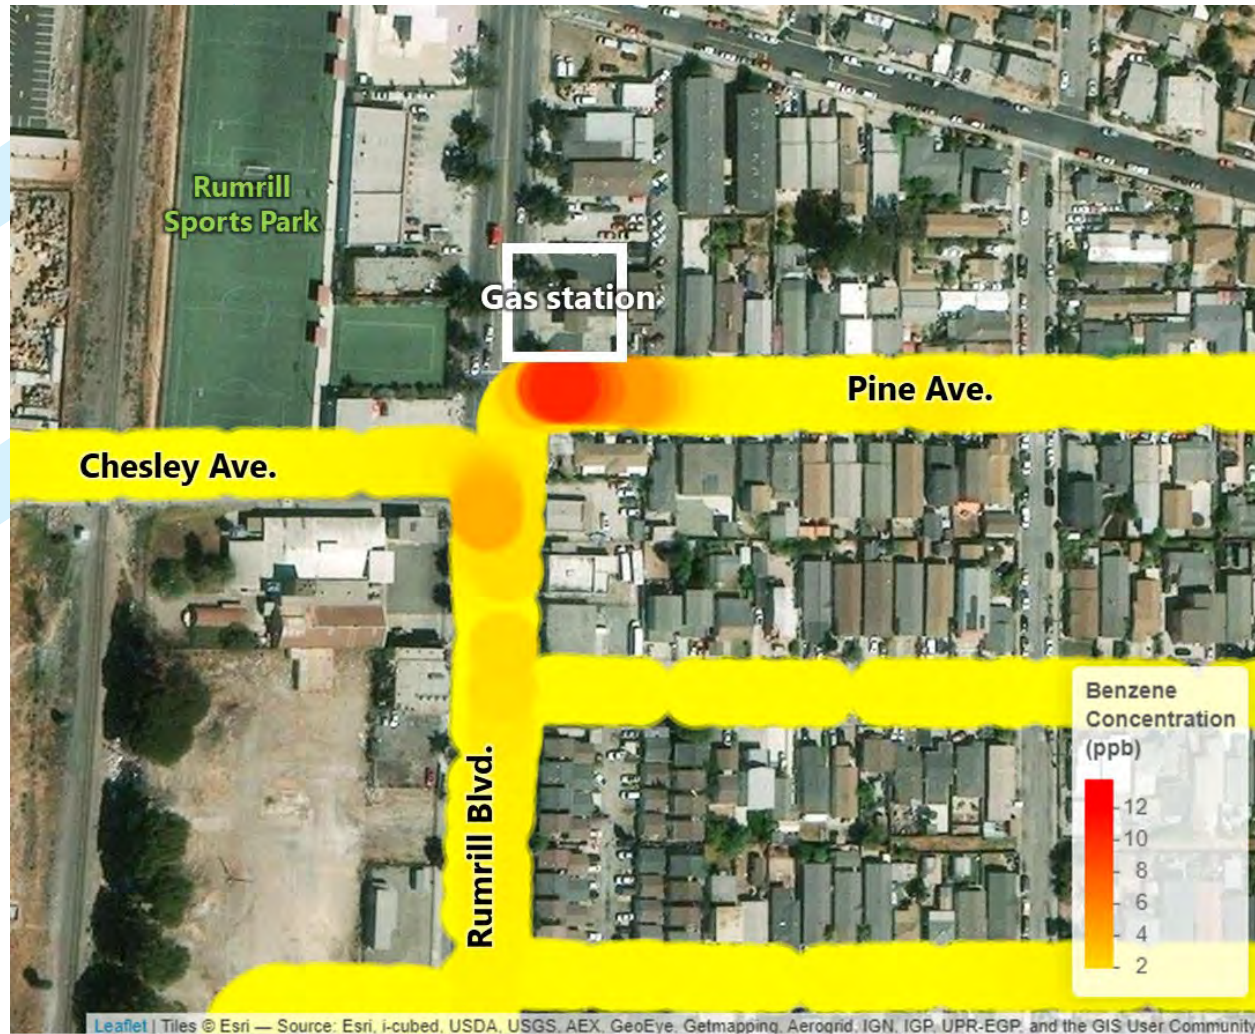 Rumrill
Sports Park
Gas station
Pine Ave.
Chesley Ave.
Rumrill Blvd.
Benzene
Concentration
(ppb)
12
10
8
6
4
2
Leaflet | Tiles © Esri — Source: Esri, i-cubed, USDA, USGS, AEX, GeoEye, Getmapping, Aerogrid, IGN, IGP, UPR-EGP, and the GIS User Communit